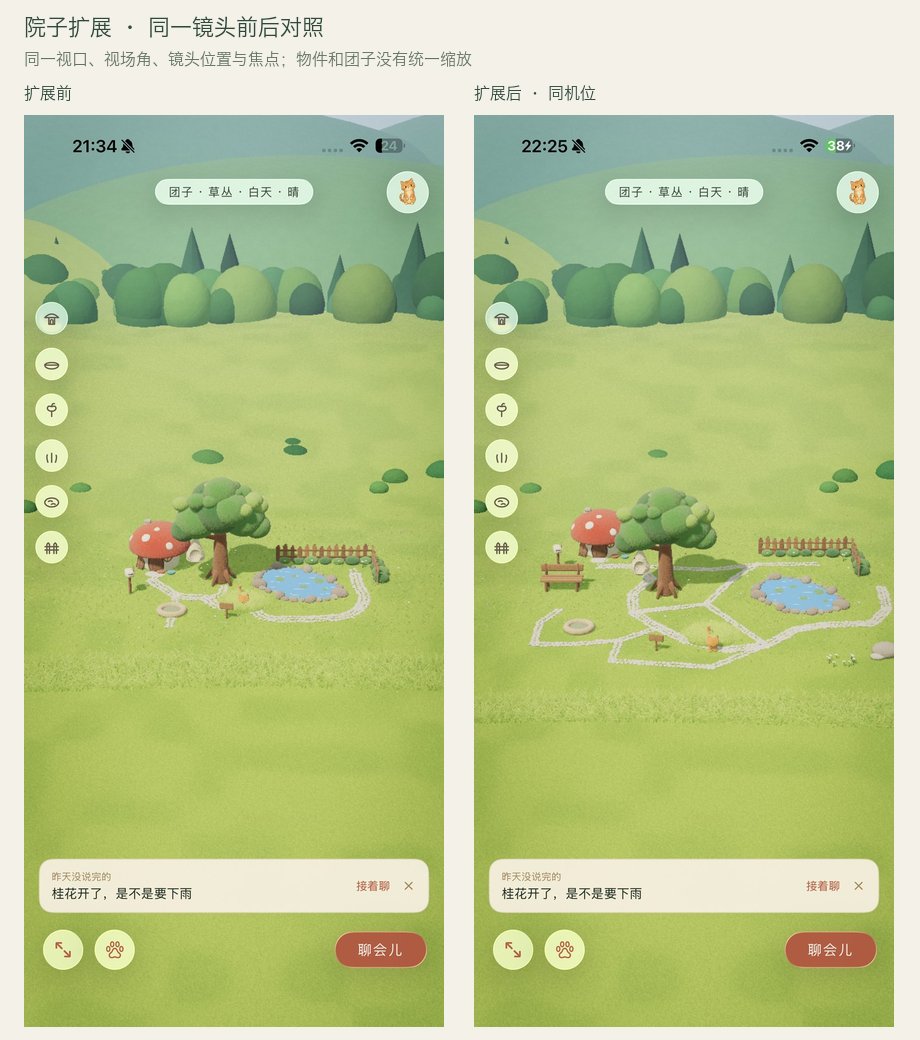 院子扩展 · 同一镜头前后对照
同一视口、视场角、镜头位置与焦点；物件和团子没有统一缩放
扩展前
扩展后 · 同机位
21:34
24
团子 · 草丛 · 白天 · 晴
昨天没说完的
桂花开了，是不是要下雨
接着聊
聊会儿
22:25
38
团子 · 草丛 · 白天 · 晴
昨天没说完的
桂花开了，是不是要下雨
接着聊
聊会儿